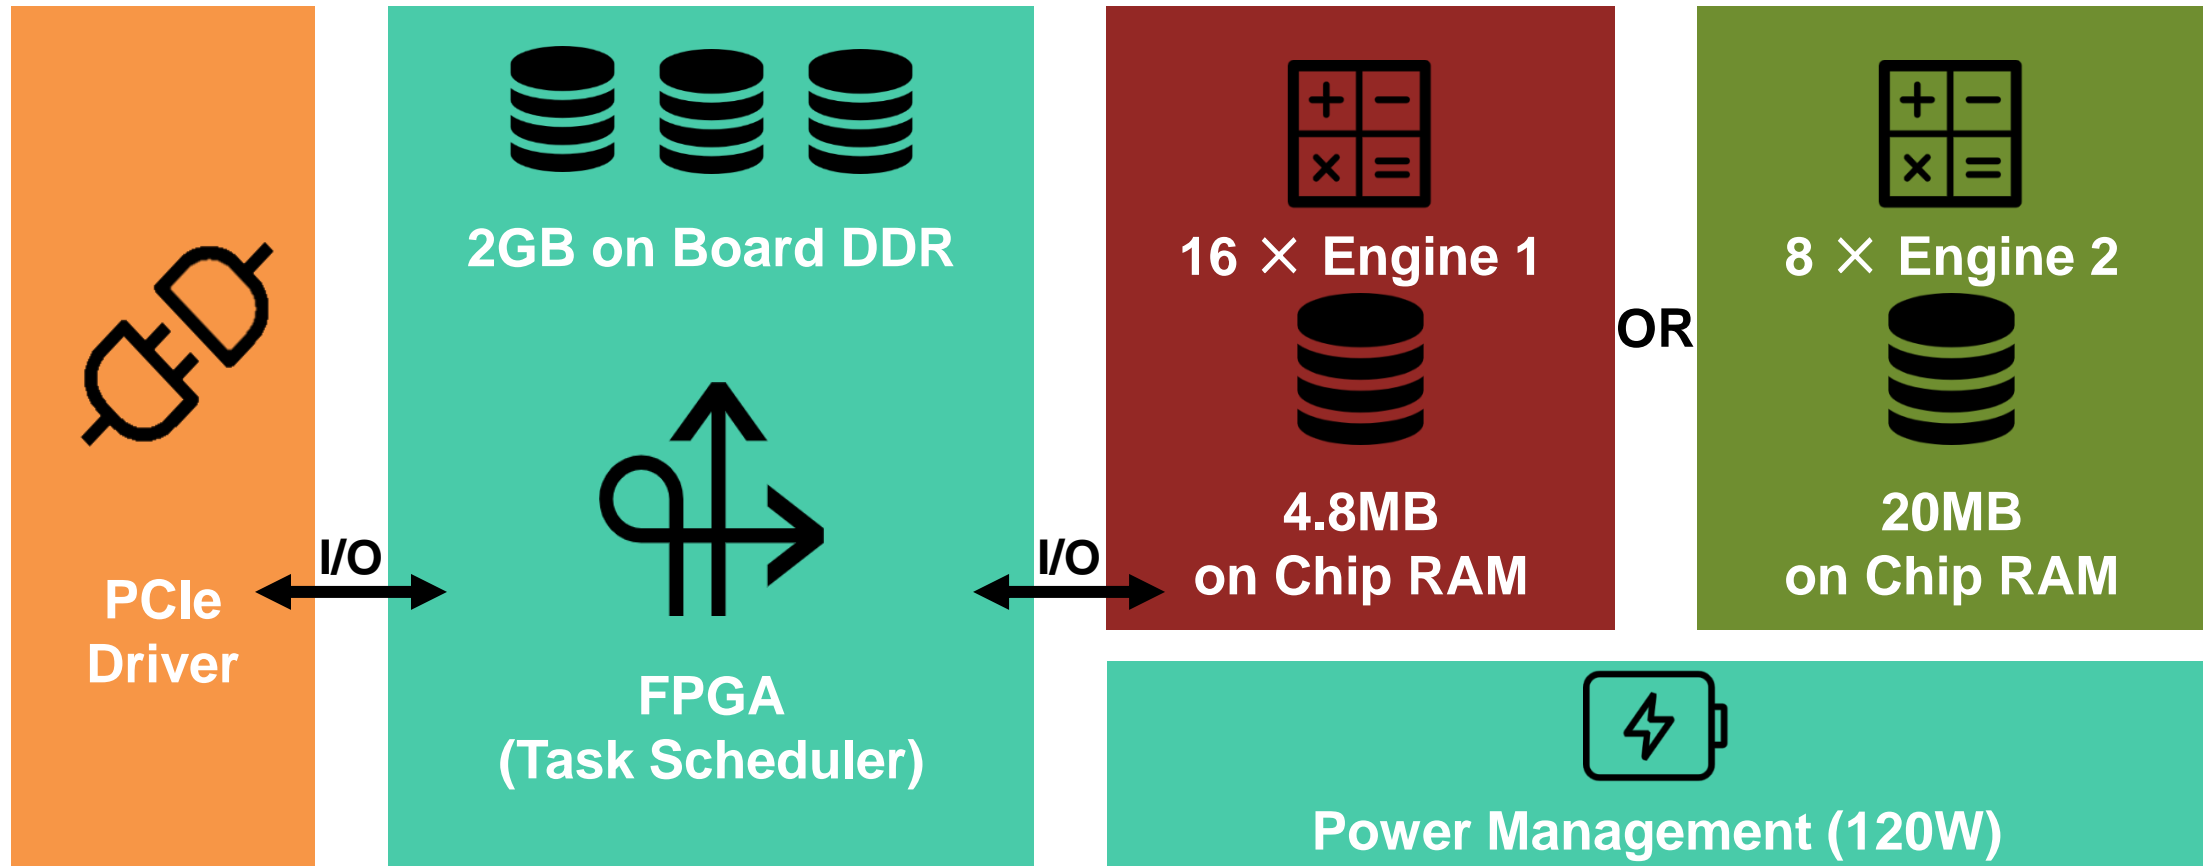 PCIe
Driver
I/O
2GB on Board DDR
FPGA
(Task Scheduler)
I/O
16 × Engine 1
4.8MB
on Chip RAM
OR
8 × Engine 2
20MB
on Chip RAM
Power Management (120W)